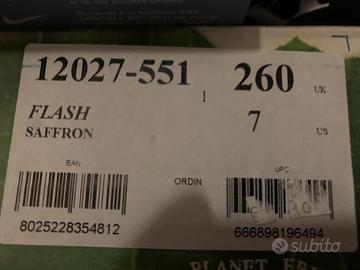 12027-551
1
260
UK
FLASH
7
US
SAFFRON
EAN
ORDIN
UPC
8025228354812
666898196494
subito
PLANET